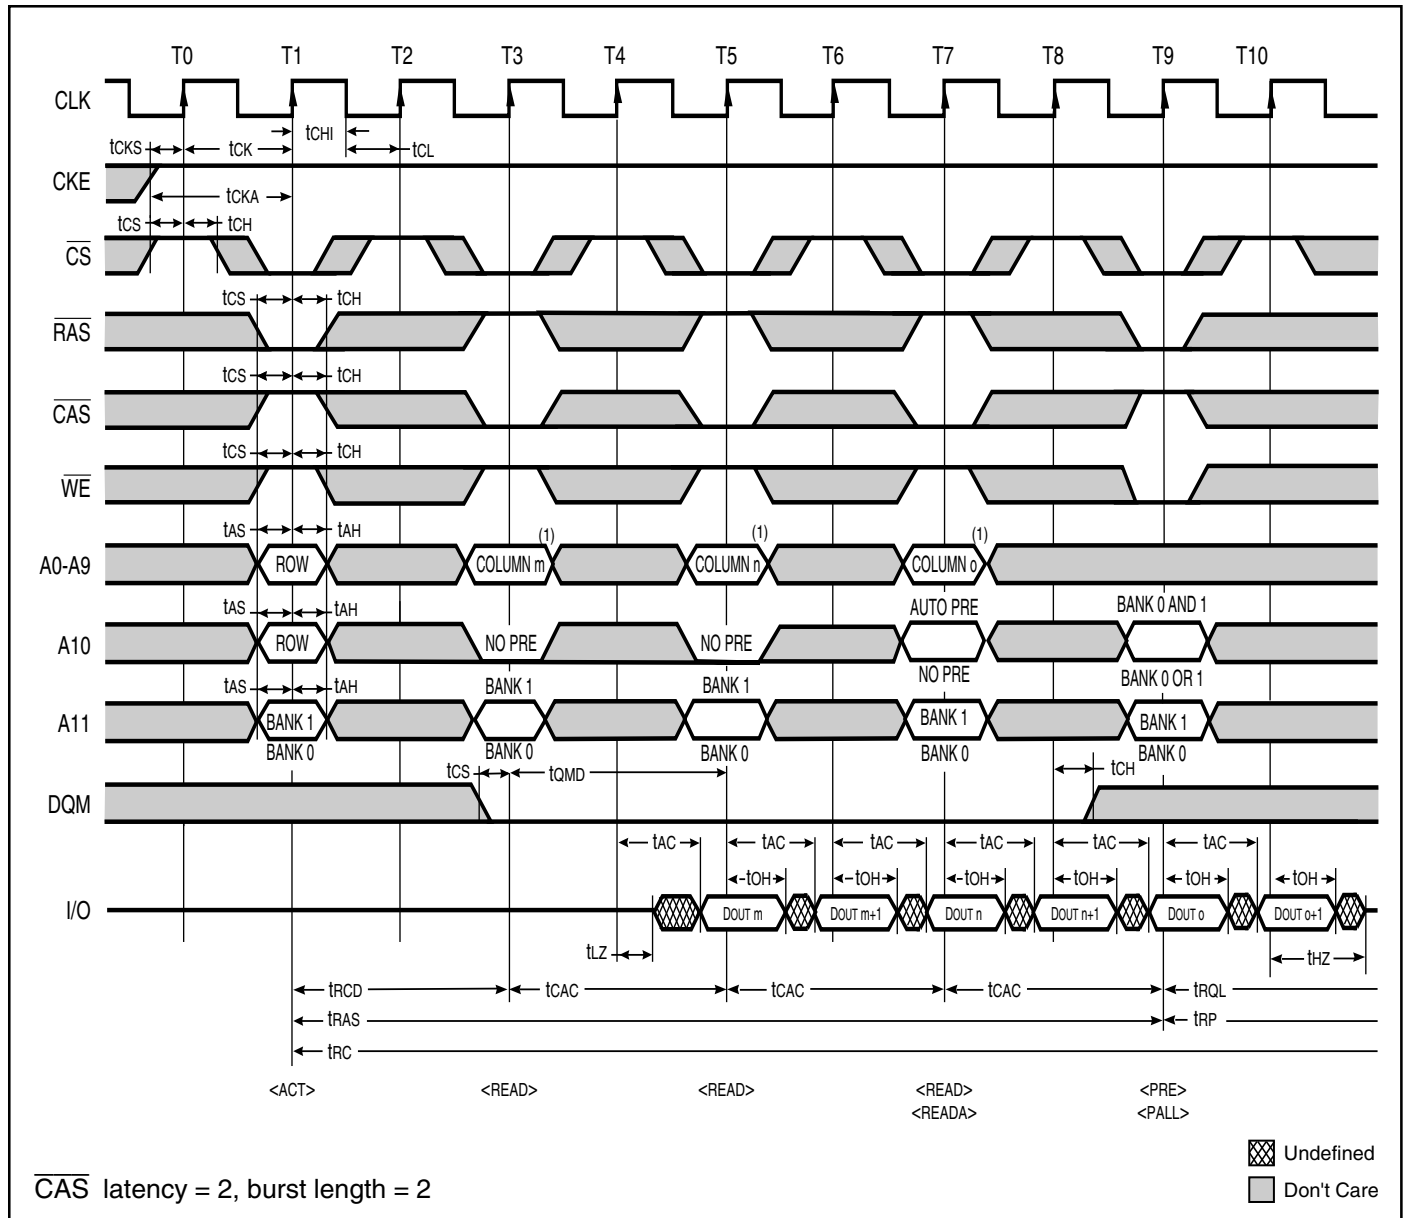 T0 T1 T2 T3 T4 T5 T6 T7 T8 T9 T10
CLK
tCHI
tCKS tCK tCL
CKE
tCKA
tCS tCH
CS
tCS tCH
RAS
tCS tCH
CAS
tCS tCH
WE
tAS tAH (1) (1) (1)
A0-A9 ROW COLUMN m COLUMN n COLUMN o
tAS tAH AUTO PRE BANK 0 AND 1
A10 ROW NO PRE NO PRE
NO PRE BANK 0 OR 1
tAS tAH BANK 1 BANK 1
A11 BANK 1 BANK 1 BANK 1
BANK 0 BANK 0 BANK 0 BANK 0 BANK 0
tCS tQMD tCH
DQM
tAC tAC tAC tAC tAC tAC
tOH tOH tOH tOH tOH tOH
I/O DOUT m DOUT m+1 DOUT n DOUT n+1 DOUT o DOUT o+1
tLZ tHZ
tRCD tCAC tCAC tCAC tRQL
tRAS tRP
tRC
<ACT> <READ> <READ> <READ> <PRE>
<READA> <PALL>
Undefined
CAS latency = 2, burst length = 2
Don't Care